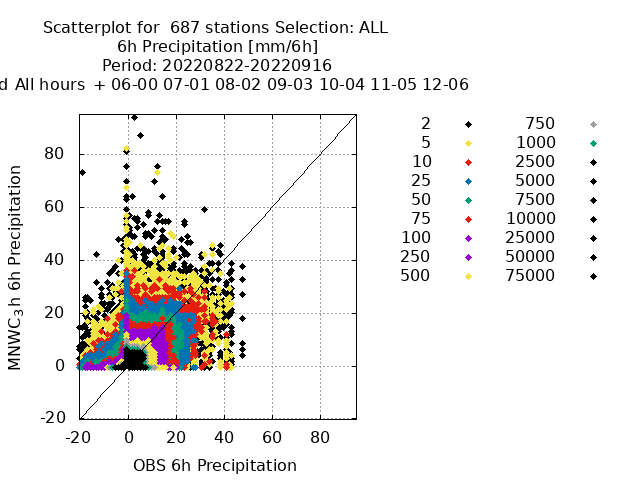 Scatterplot for 687 stations Selection: ALL
6h Precipitation [mm/6h]
Period: 20220822-20220916
d All hours + 06-00 07-01 08-02 09-03 10-04 11-05 12-06
2 750
5 1000
10 2500
25 5000
50 7500
75 10000
100 25000
250 50000
500 75000
MNWC_3h 6h Precipitation
80
60
40
20
0
-20
-20 0 20 40 60 80
OBS 6h Precipitation